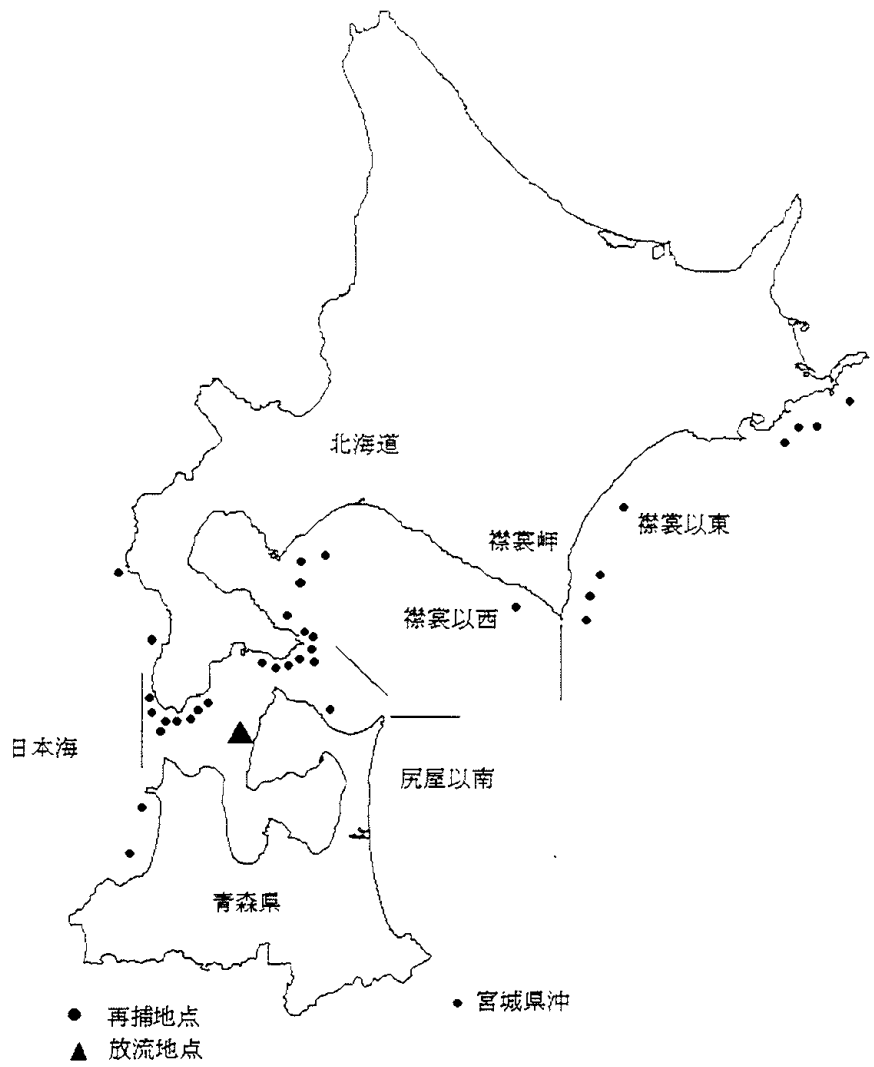 北海道
襟裳岬
襟裳以東
襟裳以西
日本海
尻屋以南
青森県
宮城県沖
再捕地点
放流地点